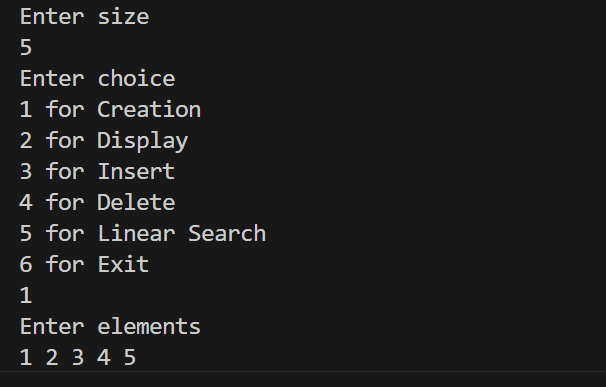 Enter size
5
Enter choice
1 for Creation
2 for Display
3 for Insert
4 for Delete
5 for Linear Search
6 for Exit
1
Enter elements
1 2 3 4 5